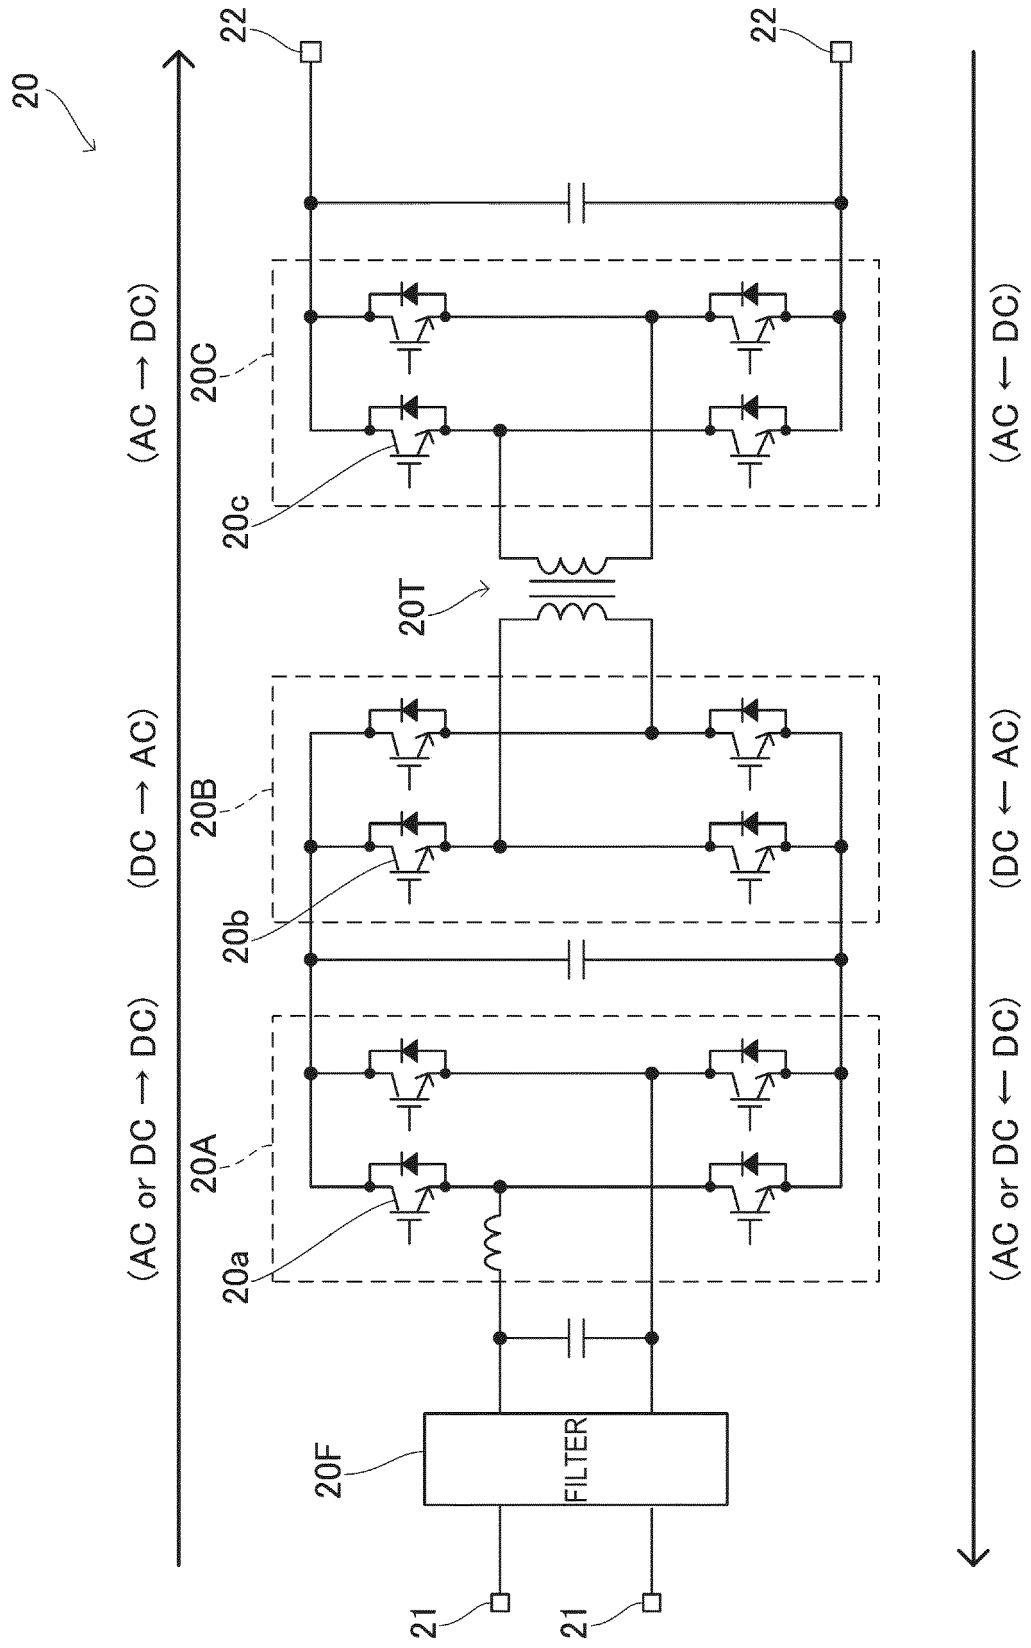 20
(AC or DC → DC)
(DC → AC)
(AC → DC)
20A
20B
20C
20a
20b
20c
20F
20T
22
21
FILTER
21
22
(AC or DC ← DC)
(DC ← AC)
(AC ← DC)